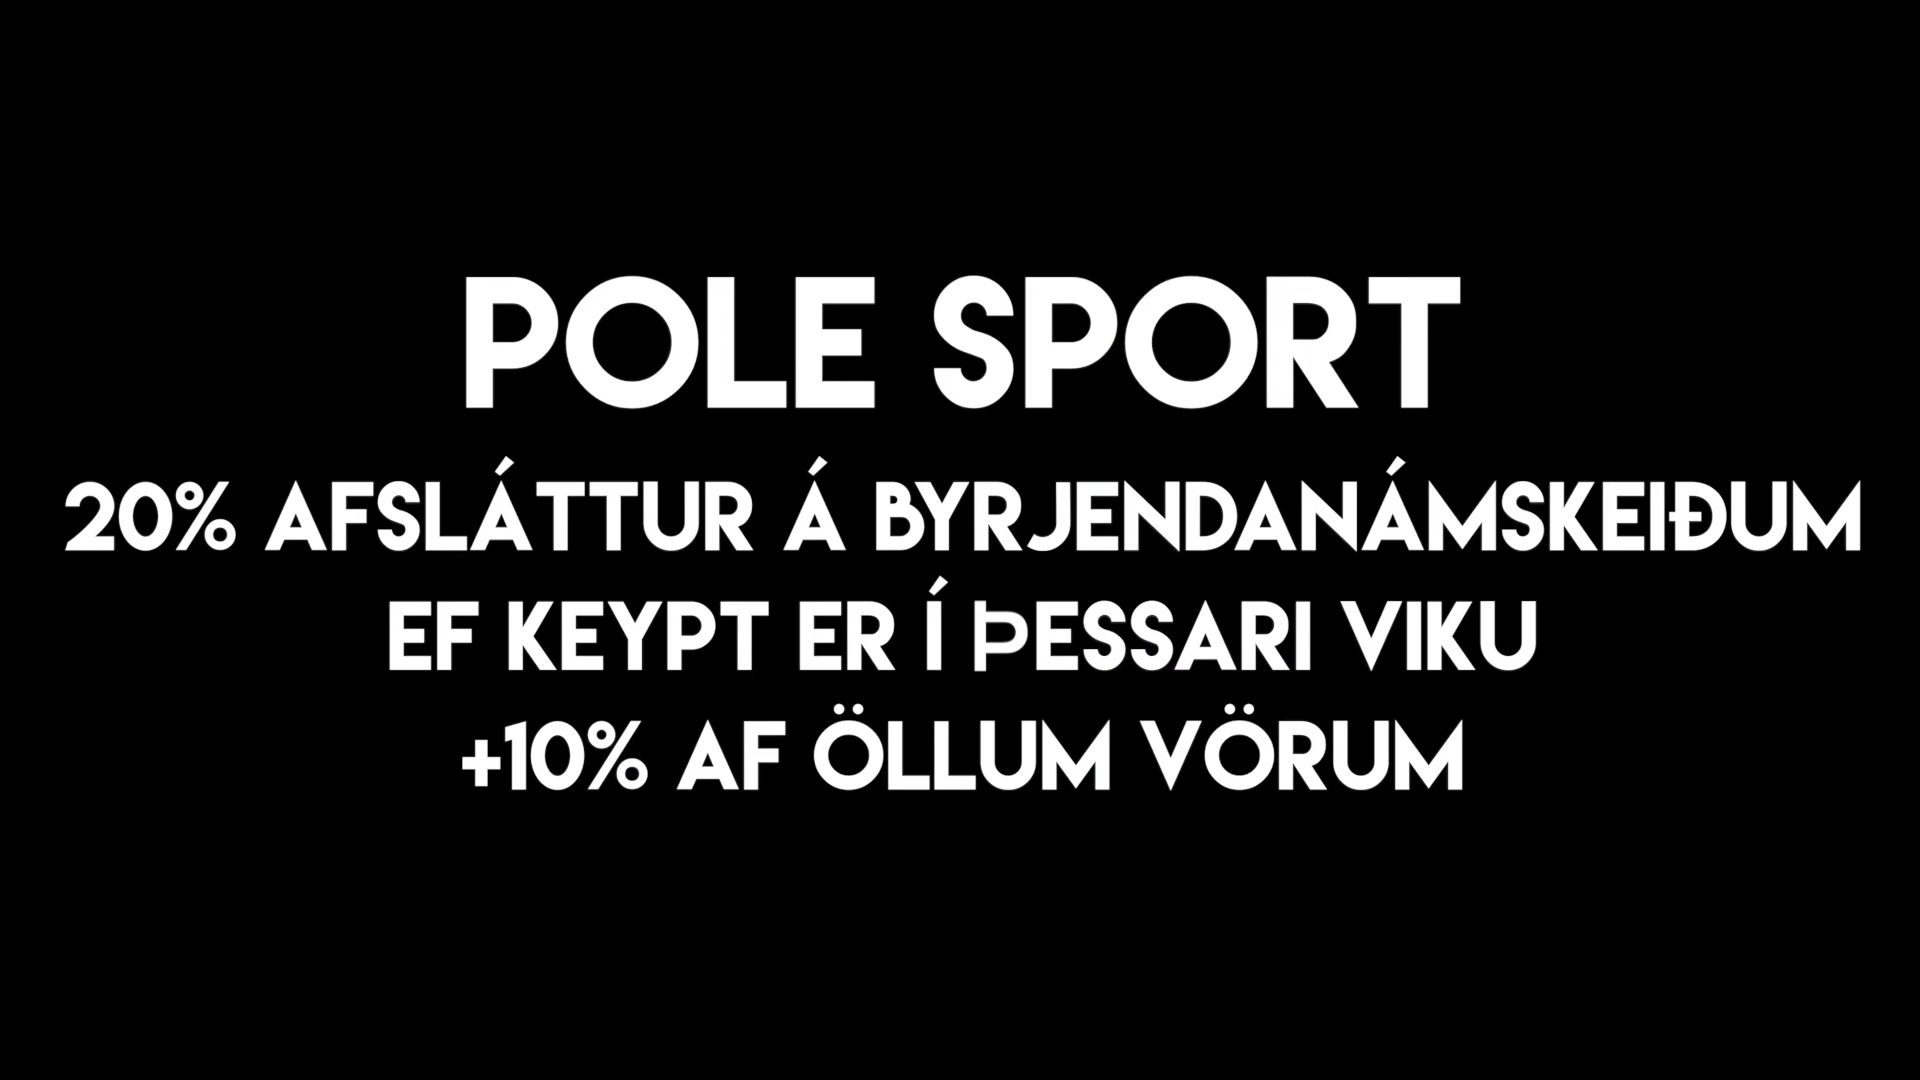 POLE SPORT
20% AFSLÁTTUR Á BYRJENDANÁMSKEIÐUM
EF KEYPT ER Í ÞESSARI VIKU
+10% AF ÖLLUM VÖRUM